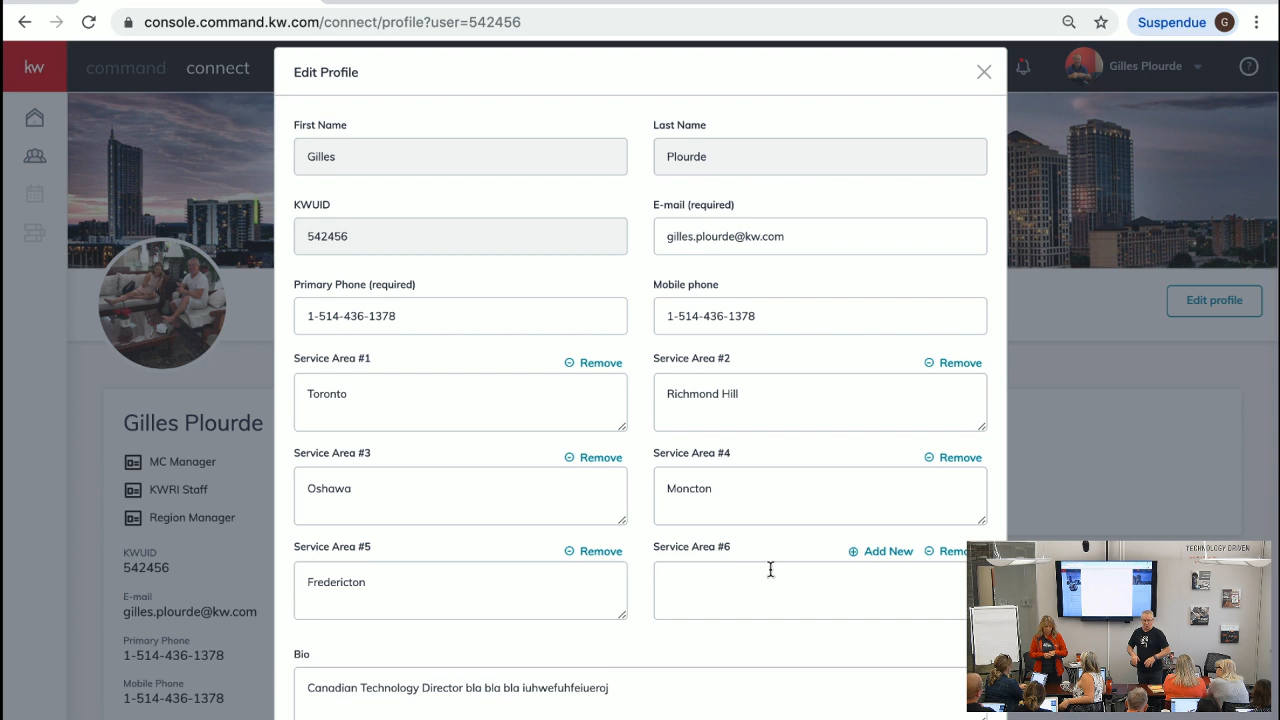 console.command.kw.com/connect/profile?user=542456
Suspendue
G
kw
command
connect
Edit Profile
Gilles Plourde
First Name
Last Name
Gilles
Plourde
KWUID
E-mail (required)
542456
gilles.plourde@kw.com
Edit profile
Primary Phone (required)
Mobile phone
1-514-436-1378
1-514-436-1378
Service Area #1
Remove
Service Area #2
Remove
Toronto
Richmond Hill
Gilles Plourde
MC Manager
KWRI Staff
Region Manager
Service Area #3
Remove
Service Area #4
Remove
Oshawa
Moncton
Service Area #5
Remove
Service Area #6
Add New
Fredericton
KWUID
542456
E-mail
gilles.plourde@kw.com
Primary Phone
1-514-436-1378
Mobile Phone
1-514-436-1378
Bio
Canadian Technology Director bla bla bla iuhwefuhfeiueroj
TECHNOLOGY DRIVEN